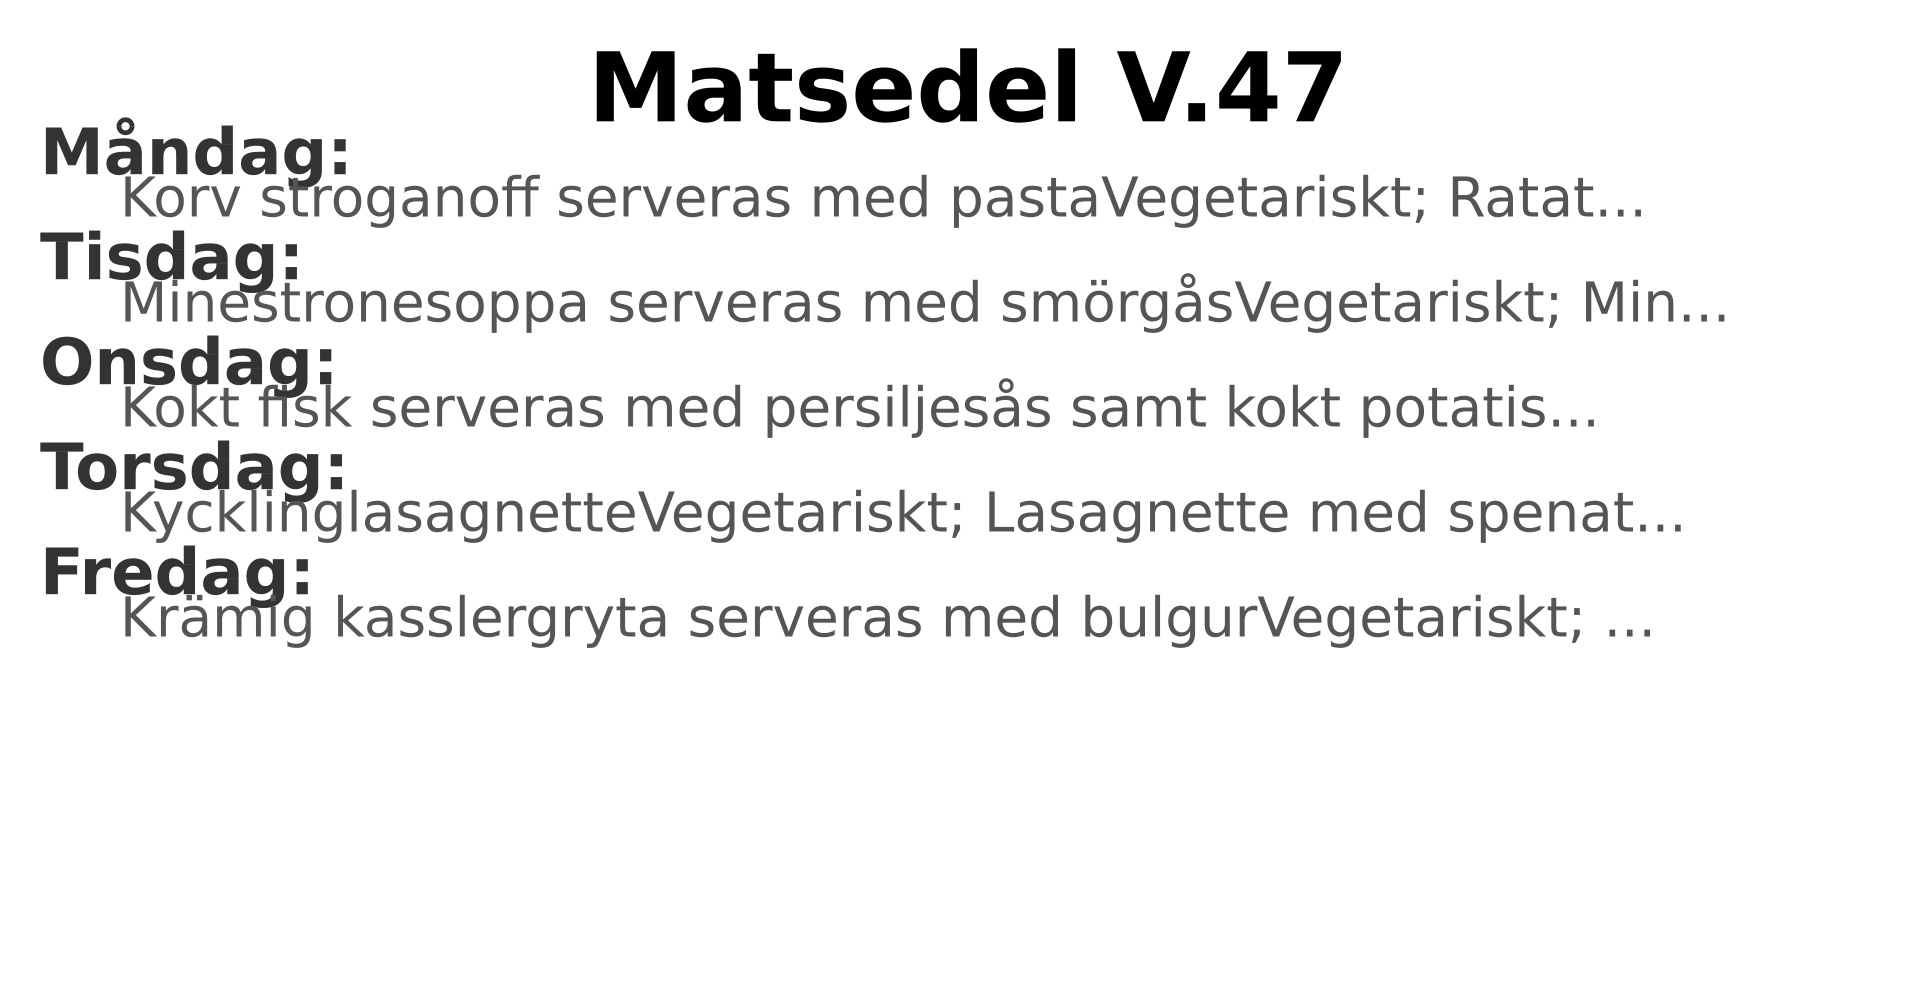 Matsedel V.47
Måndag:
Korv stroganoff serveras med pastaVegetariskt; Ratat...
Tisdag:
Minestronesoppa serveras med smörgåsVegetariskt; Min...
Onsdag:
Kokt fisk serveras med persiljesås samt kokt potatis...
Torsdag:
KycklinglasagnetteVegetariskt; Lasagnette med spenat...
Fredag:
Krämig kasslergryta serveras med bulgurVegetariskt; ...